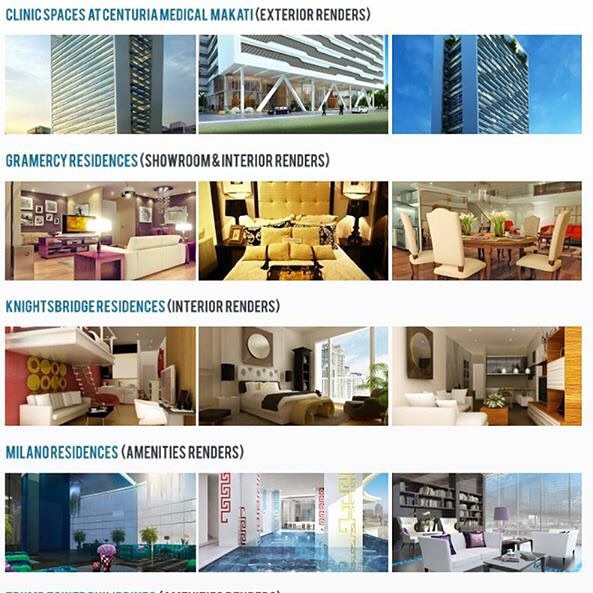 CLINIC SPACES AT CENTURIA MEDICAL MAKATI (EXTERIOR RENDERS)
GRAMERCY RESIDENCES (SHOWROOM & INTERIOR RENDERS)
KNIGHTSBRIDGE RESIDENCES (INTERIOR RENDERS)
MILANO RESIDENCES (AMENITIES RENDERS)